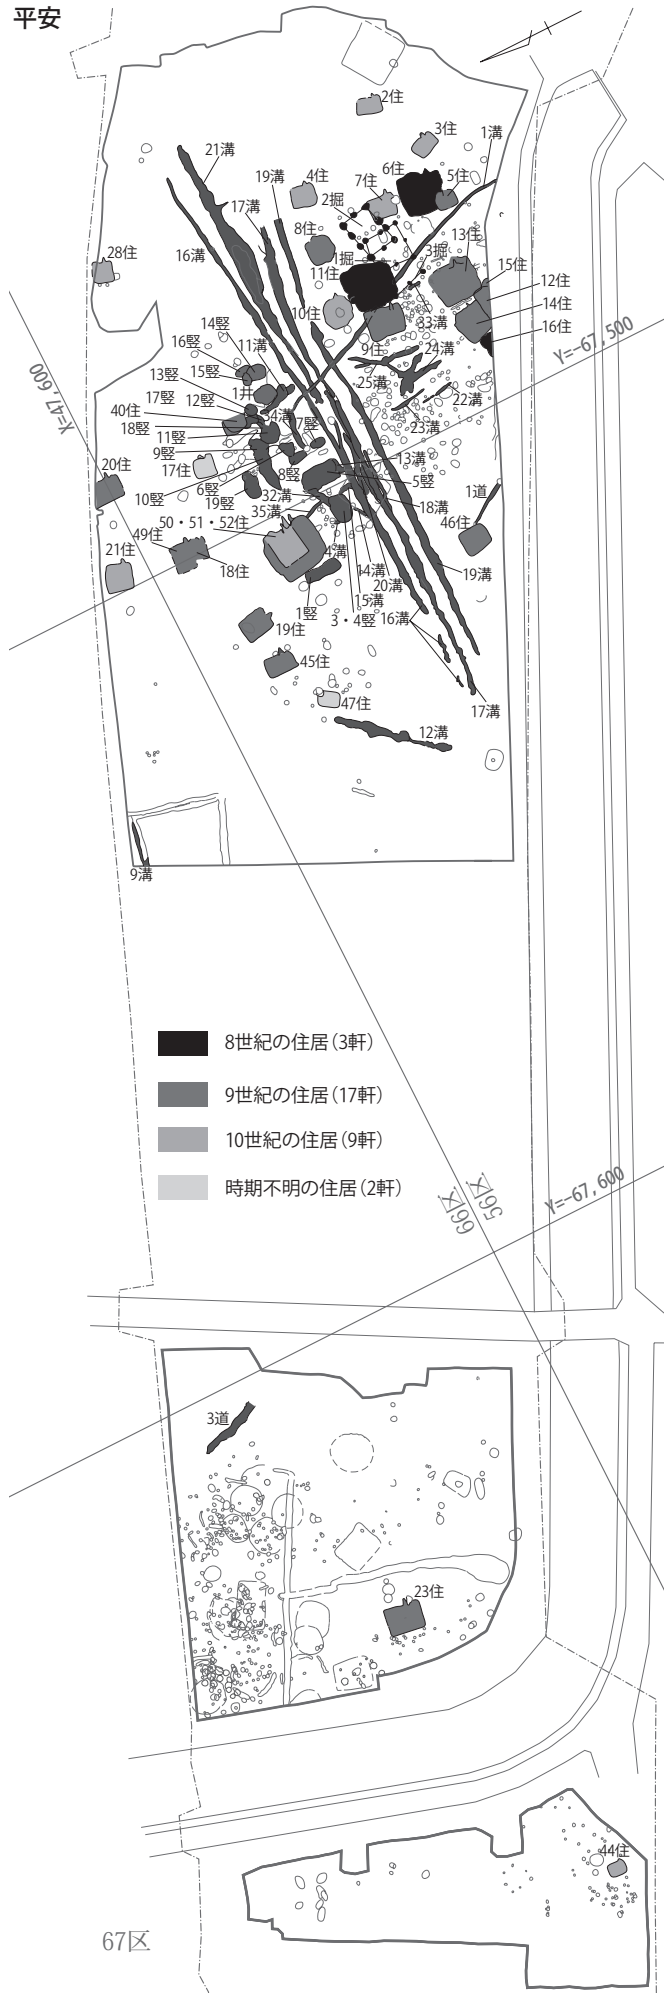 平安
2住
3住
1溝
21溝
19溝
4住
7住
6住
5住
17溝
2掘
8住
16溝
28住
1掘
3掘
13住
11住
15住
12住
14住
16住
10住
33溝
14竪
11溝
16竪
15竪
9住
24溝
13竪
1井
25溝
17竪
12竪
22溝
40住
34溝
7竪
23溝
18竪
11竪
9竪
17住
8竪
13溝
5竪
20住
10竪
6竪
19竪
32溝
18溝
1道
35溝
46住
50・51・52住
49住
21住
18住
4溝
14溝
20溝
19溝
15溝
1竪
3・4竪
16溝
19住
45住
47住
17溝
12溝
9溝
X=47,600
Y=-67,500
8世紀の住居(3軒)
9世紀の住居(17軒)
10世紀の住居(9軒)
時期不明の住居(2軒)
56区
66区
Y=-67,600
3道
23住
44住
67区